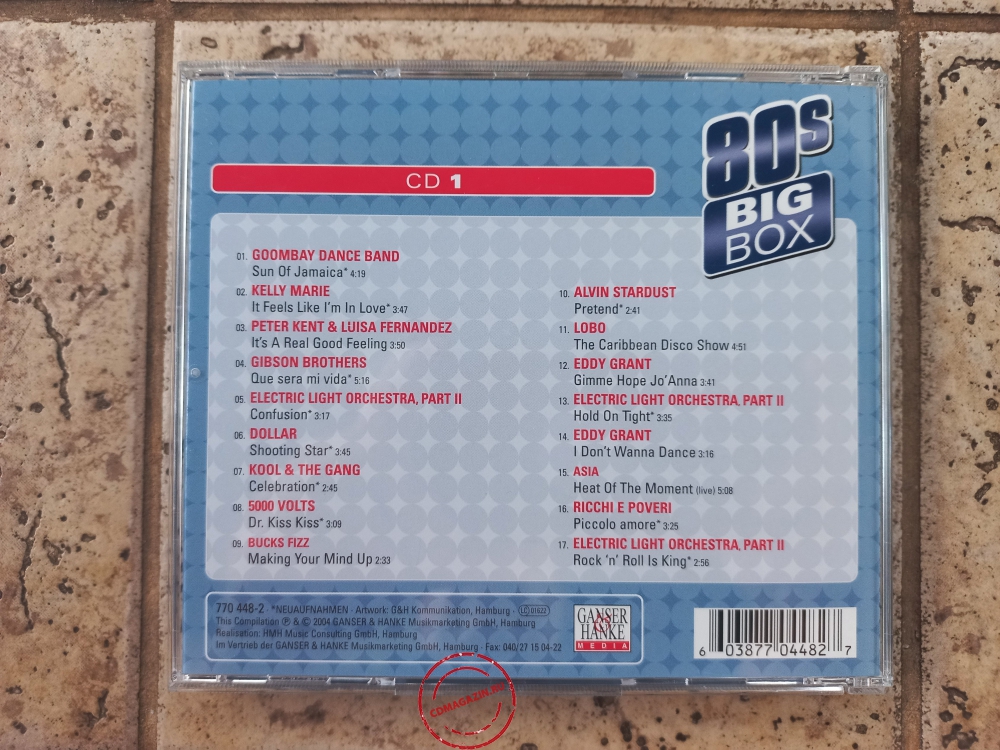 80s
BIG
BOX
CD 1
01. GOOMBAY DANCE BAND
Sun Of Jamaica* 4:19
02. KELLY MARIE
It Feels Like I'm In Love* 3:47
03. PETER KENT & LUISA FERNANDEZ
It's A Real Good Feeling 3:50
04. GIBSON BROTHERS
Que sera mi vida* 5:16
05. ELECTRIC LIGHT ORCHESTRA, PART II
Confusion* 3:17
06. DOLLAR
Shooting Star* 3:45
07. KOOL & THE GANG
Celebration* 2:45
08. 5000 VOLTS
Dr. Kiss Kiss* 3:09
09. BUCKS FIZZ
Making Your Mind Up 2:33
10. ALVIN STARDUST
Pretend* 2:41
11. LOBO
The Caribbean Disco Show 4:51
12. EDDY GRANT
Gimme Hope Jo'Anna 3:41
13. ELECTRIC LIGHT ORCHESTRA, PART II
Hold On Tight* 3:35
14. EDDY GRANT
I Don't Wanna Dance 3:16
15. ASIA
Heat Of The Moment (live) 5:08
16. RICCHI E POVERI
Piccolo amore* 3:25
17. ELECTRIC LIGHT ORCHESTRA, PART II
Rock 'n' Roll Is King* 2:56
770 448-2 · *NEUAUFNAHMEN · Artwork: G&H Kommunikation, Hamburg · LC 01622
This Compilation ℗ & © 2004 GANSER & HANKE Musikmarketing GmbH, Hamburg
Realisation: HMH Music Consulting GmbH, Hamburg
Im Vertrieb der GANSER & HANKE Musikmarketing GmbH, Hamburg · Fax: 040/27 15 04-22
GANSER
&
HANKE
MEDIA
6 03877 04482 7